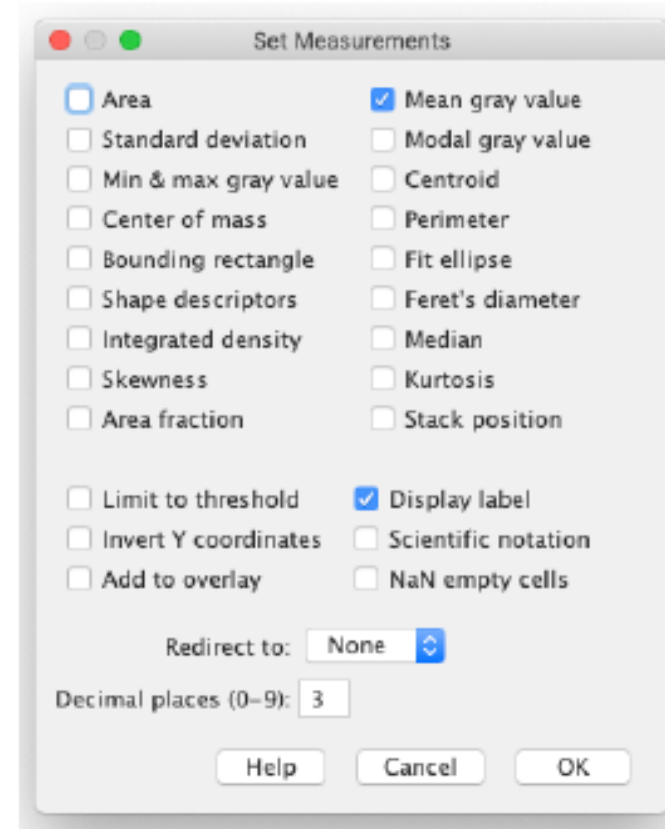 Set Measurements
Area Mean gray value
Standard deviation Modal gray value
Min & max gray value Centroid
Center of mass Perimeter
Bounding rectangle Fit ellipse
Shape descriptors Feret's diameter
Integrated density Median
Skewness Kurtosis
Area fraction Stack position
Limit to threshold Display label
Invert Y coordinates Scientific notation
Add to overlay NaN empty cells
Redirect to: None
Decimal places (0–9): 3
Help Cancel OK